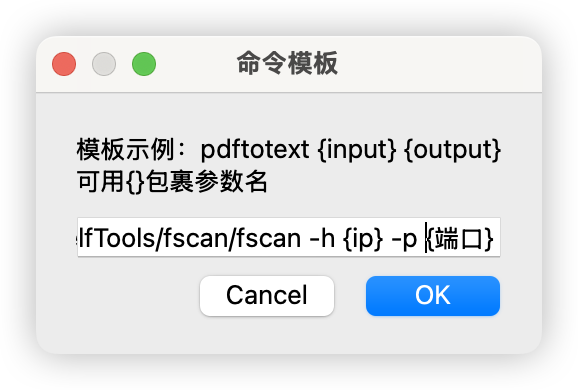 命令模板
模板示例：pdftotext {input} {output}
可用{}包裹参数名
lfTools/fscan/fscan -h {ip} -p {端口}
Cancel
OK